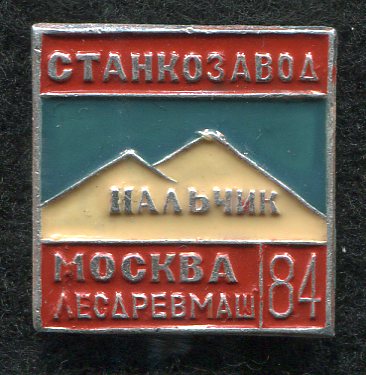 СТАНКОЗАВОД
НАЛЬЧИК
МОСКВА
ЛЕСДРЕВМАШ
84